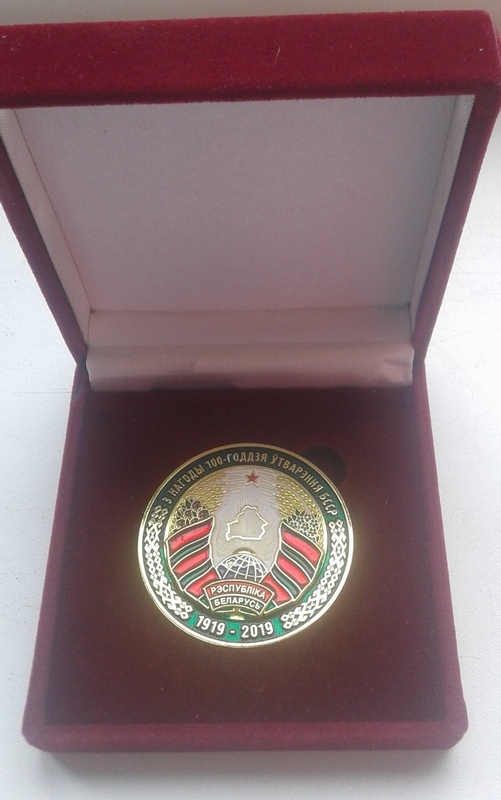 З НАГОДЫ 100-ГОДДЗЯ ЎТВАРЭННЯ БССР
РЭСПУБЛІКА
БЕЛАРУСЬ
1919 - 2019